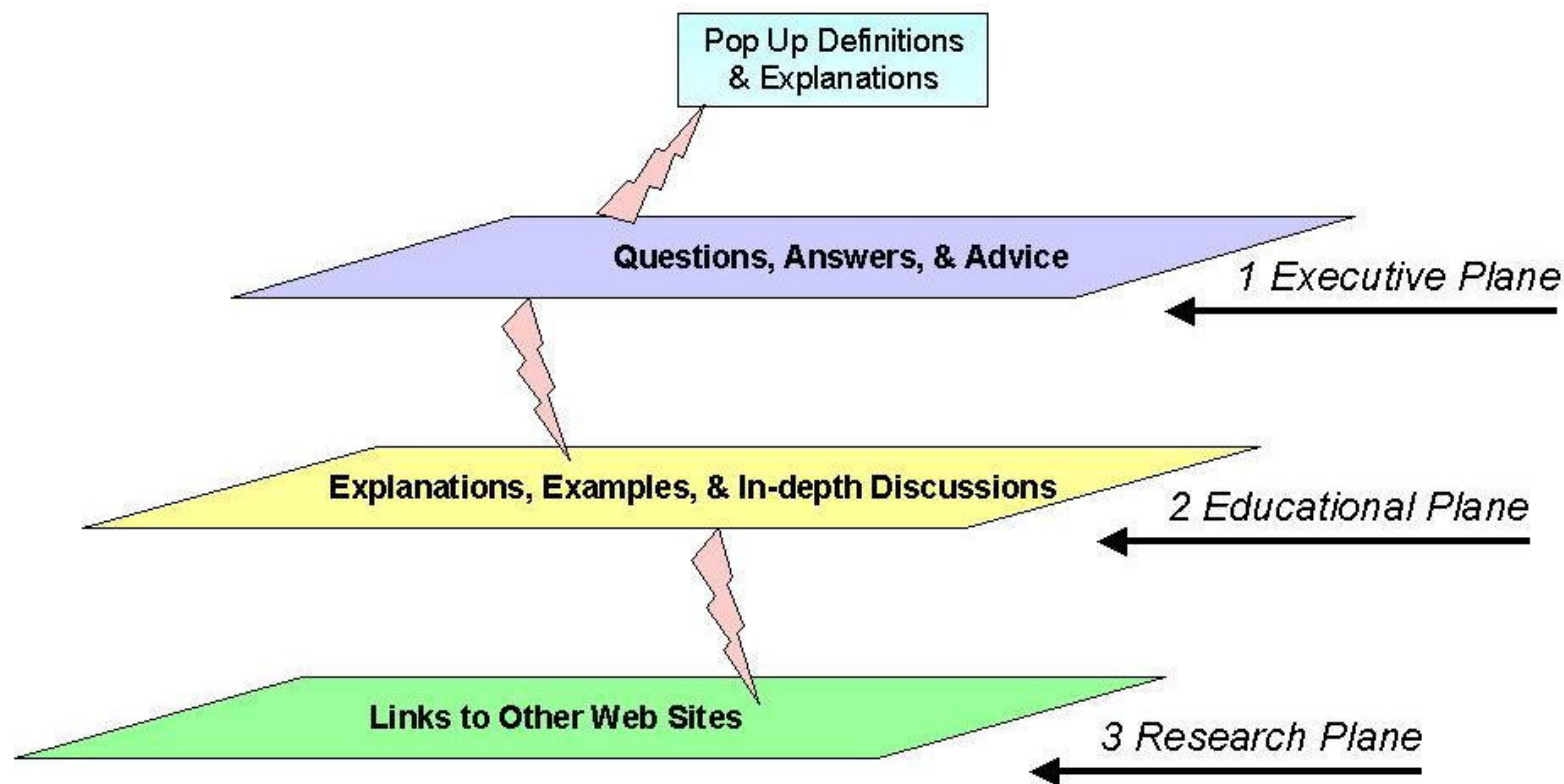 Pop Up Definitions
& Explanations
Questions, Answers, & Advice
1 Executive Plane
Explanations, Examples, & In-depth Discussions
2 Educational Plane
Links to Other Web Sites
3 Research Plane